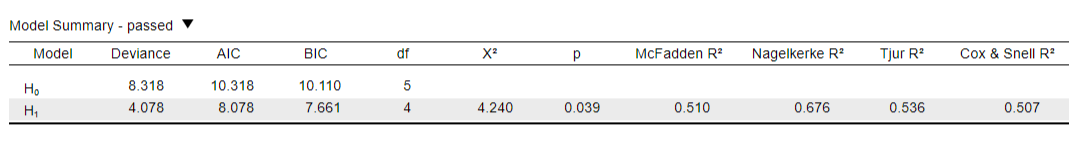 Model Summary - passed ▼
Model Deviance AIC BIC df X² p McFadden R² Nagelkerke R² Tjur R² Cox & Snell R²
H₀ 8.318 10.318 10.110 5
H₁ 4.078 8.078 7.661 4 4.240 0.039 0.510 0.676 0.536 0.507